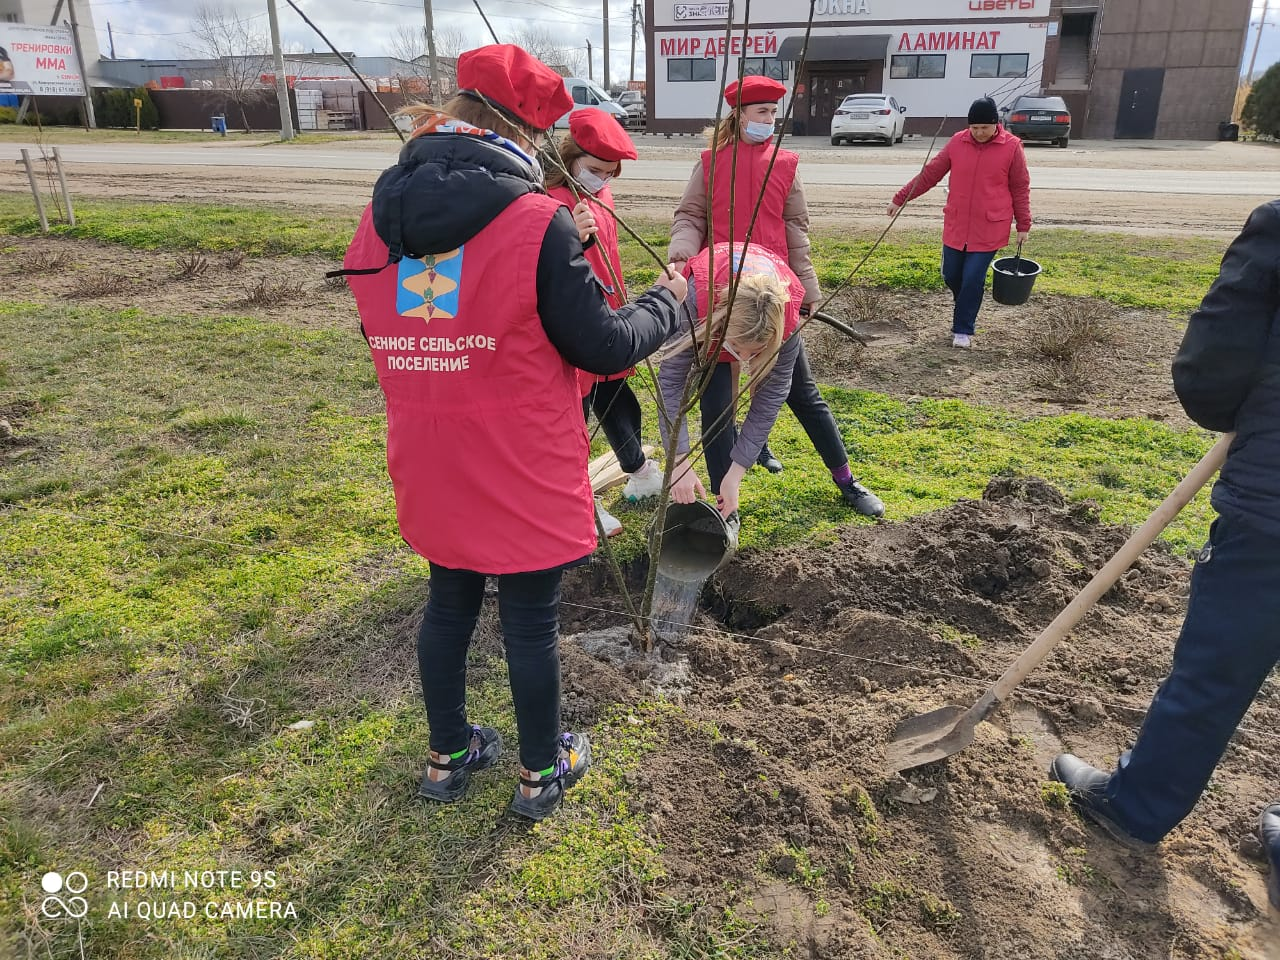 ОКНА
ЦВЕТЫ
МИР ДВЕРЕЙ
ЛАМИНАТ
ТРЕНИРОВКИ
ММА
СЕННОЕ СЕЛЬСКОЕ
ПОСЕЛЕНИЕ
REDMI NOTE 9S
AI QUAD CAMERA